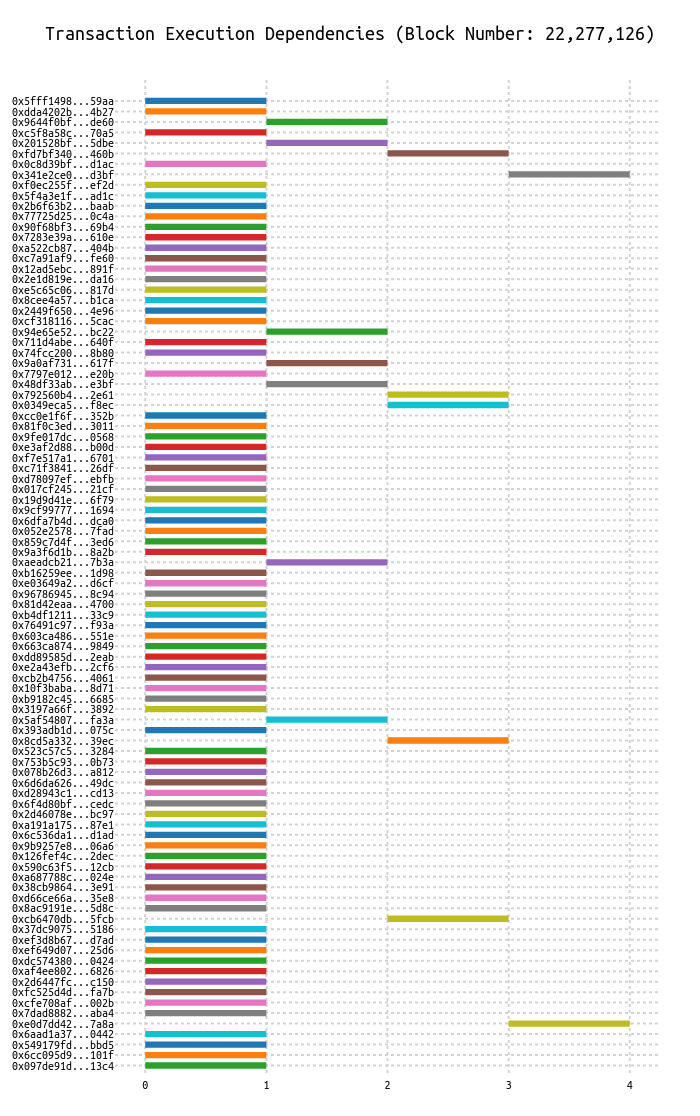 Transaction Execution Dependencies (Block Number: 22,277,126)
0x5fff1498...59aa
0xdda4202b...4b27
0x9644f0bf...de60
0xc5f8a58c...70a5
0x201528bf...5dbe
0xfd7bf340...460b
0x0c8d39bf...d1ac
0x341e2ce0...d3bf
0xf0ec255f...ef2d
0x5f4a3e1f...ad1c
0x2b6f63b2...baab
0x77725d25...0c4a
0x90f68bf3...69b4
0x7283e39a...610e
0xa522cb87...404b
0xc7a91af9...fe60
0x12ad5ebc...891f
0x2e1d819e...da16
0xe5c65c06...817d
0x8cee4a57...b1ca
0x2449f650...4e96
0xcf318116...5cac
0x94e65e52...bc22
0x711d4abe...640f
0x74fcc200...8b80
0x9a0af731...617f
0x7797e012...e20b
0x48df33ab...e3bf
0x792560b4...2e61
0x0349eca5...f8ec
0xcc0e1f6f...352b
0x81f0c3ed...3011
0x9fe017dc...0568
0xe3af2d88...b00d
0xf7e517a1...6701
0xc71f3841...26df
0xd78097ef...ebfb
0x017cf245...21cf
0x19d9d41e...6f79
0x9cf99777...1694
0x6dfa7b4d...dca0
0x052e2578...7fad
0x859c7d4f...3ed6
0x9a3f6d1b...8a2b
0xaeadcb21...7b3a
0xb16259ee...1d98
0xe03649a2...d6cf
0x96786945...8c94
0x81d42eaa...4700
0xb4df1211...33c9
0x76491c97...f93a
0x603ca486...551e
0x663ca874...9849
0xdd89585d...2eab
0xe2a43efb...2cf6
0xcb2b4756...4061
0x10f3baba...8d71
0xb9182c45...6685
0x3197a66f...3892
0x5af54807...fa3a
0x393adb1d...075c
0x8cd5a332...39ec
0x523c57c5...3284
0x753b5c93...0b73
0x078b26d3...a812
0x6d6da626...49dc
0xd28943c1...cd13
0x6f4d80bf...cedc
0x2d46078e...bc97
0xa191a175...87e1
0x6c536da1...d1ad
0x9b9257e8...06a6
0x126fef4c...2dec
0x590c63f5...12cb
0xa687788c...024e
0x38cb9864...3e91
0xd66ce66a...35e8
0x8ac9191e...5d8c
0xcb6470db...5fcb
0x37dc9075...5186
0xef3d8b67...d7ad
0xef649d07...25d6
0xdc574380...0424
0xaf4ee802...6826
0x2d6447fc...c150
0xfc525d4d...fa7b
0xcfe708af...002b
0x7dad8882...aba4
0xe0d7dd42...7a8a
0x6aad1a37...0442
0x549179fd...bbd5
0x6cc095d9...101f
0x097de91d...13c4
0 1 2 3 4